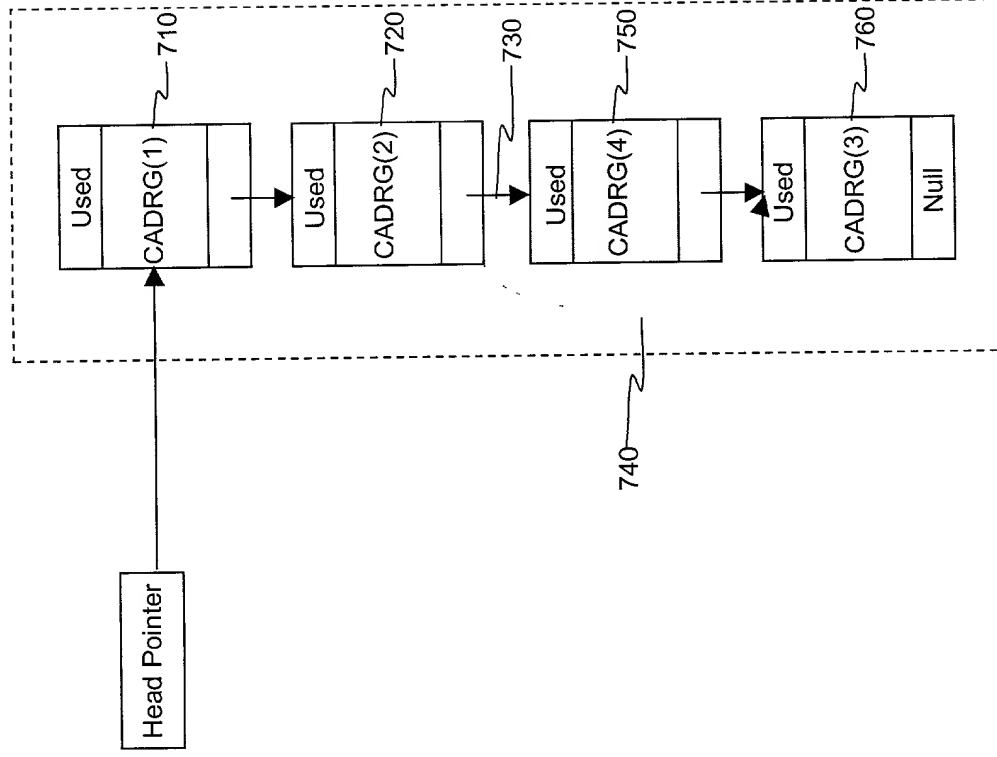 Used
CADRG(1)
710
Used
CADRG(2)
720
730
Used
CADRG(4)
750
Used
CADRG(3)
Null
760
740
Head Pointer